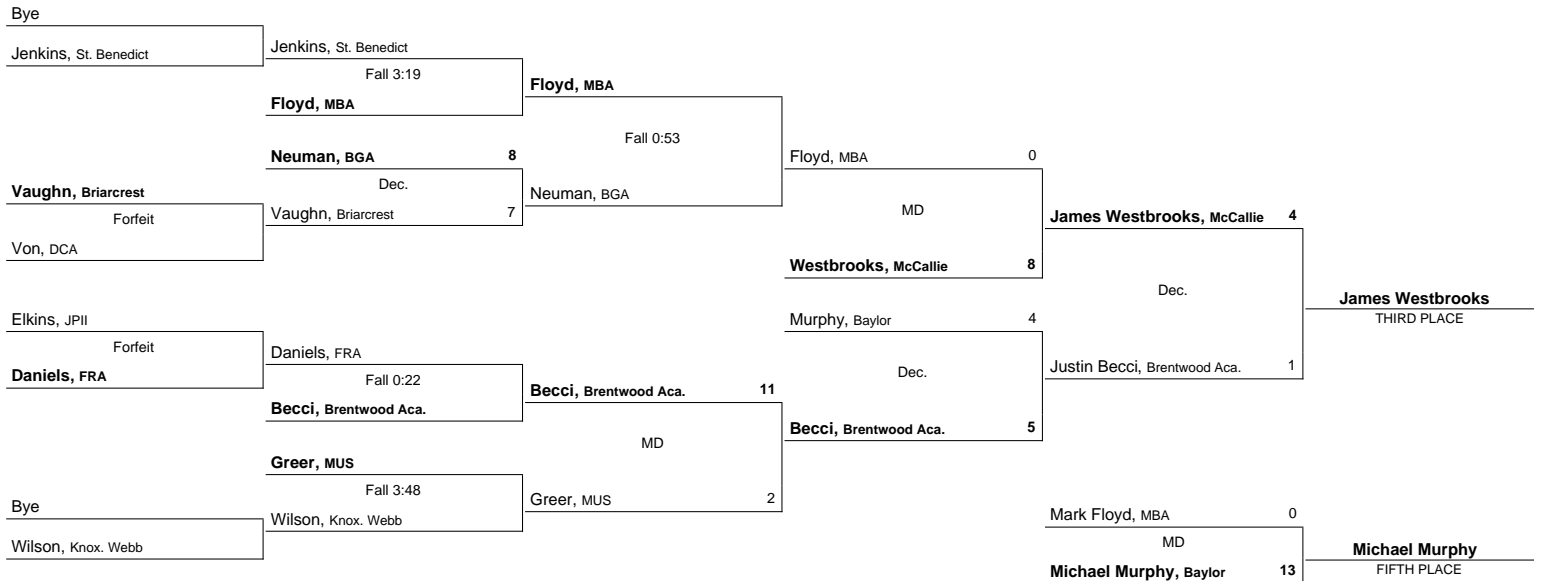 Bye
Jenkins, St. Benedict
Jenkins, St. Benedict
Fall 3:19
Floyd, MBA
Floyd, MBA
Fall 0:53
Neuman, BGA 8
Dec.
Vaughn, Briarcrest 7
Neuman, BGA
Vaughn, Briarcrest
Forfeit
Von, DCA
Floyd, MBA 0
MD
Westbrooks, McCallie 8
James Westbrooks, McCallie 4
Dec.
Justin Becci, Brentwood Aca. 1
James Westbrooks
THIRD PLACE
Elkins, JPII
Forfeit
Daniels, FRA
Daniels, FRA
Fall 0:22
Becci, Brentwood Aca.
Becci, Brentwood Aca. 11
MD
Greer, MUS 2
Murphy, Baylor 4
Dec.
Becci, Brentwood Aca. 5
Greer, MUS
Fall 3:48
Wilson, Knox. Webb
Bye
Wilson, Knox. Webb
Mark Floyd, MBA 0
MD
Michael Murphy, Baylor 13
Michael Murphy
FIFTH PLACE